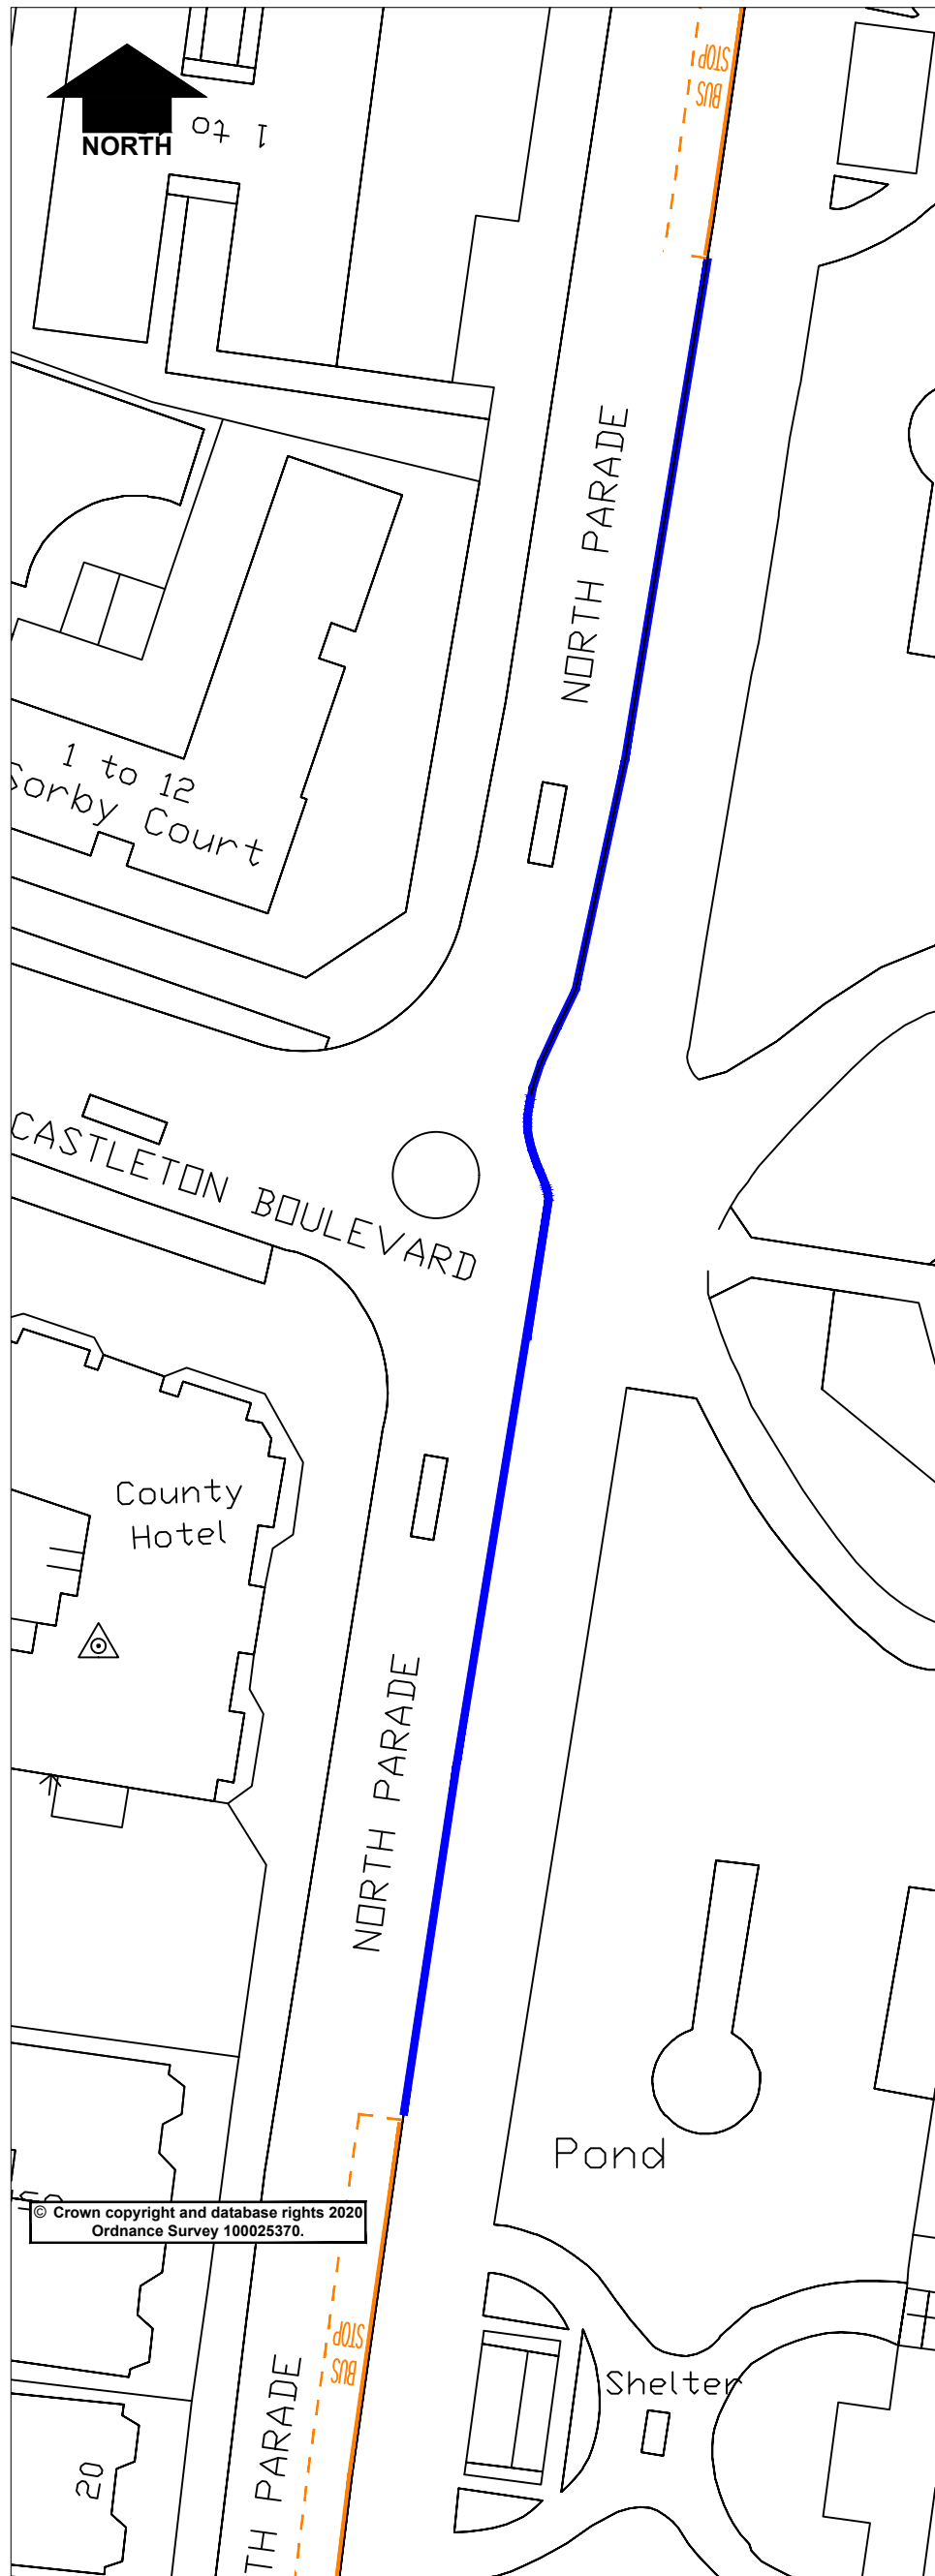 STOP
BUS
1 to
NORTH
NORTH PARADE
1 to 12
Sorby Court
CASTLETON BOULEVARD
County
Hotel
NORTH PARADE
Pond
© Crown copyright and database rights 2020
Ordnance Survey 100025370.
STOP
BUS
Shelter
TH PARADE
20